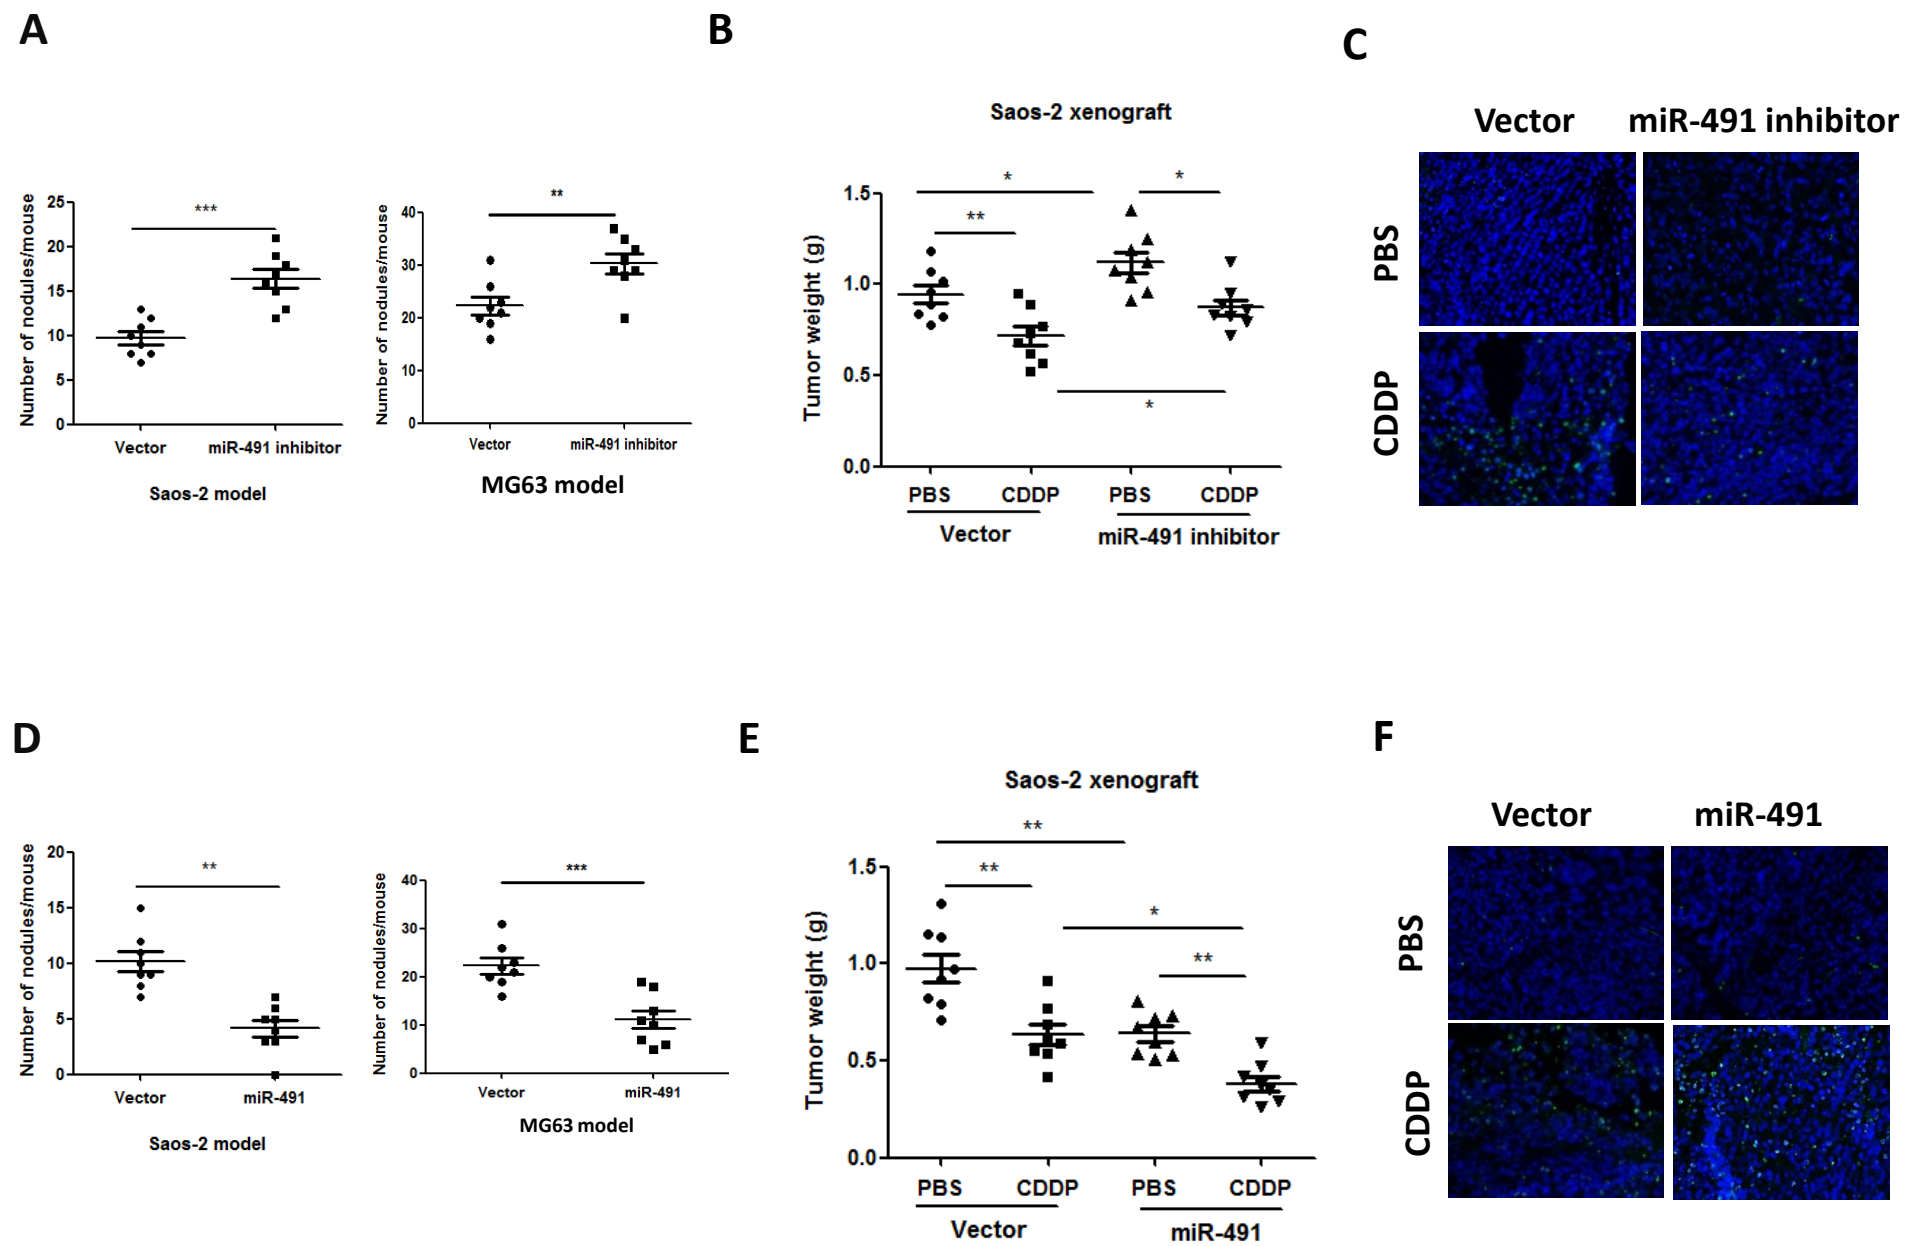 A
B
C
Saos-2 xenograft
Vector
miR-491 inhibitor
PBS
CDDP
Number of nodules/mouse
25
20
15
10
5
0
***
Vector
miR-491 inhibitor
Saos-2 model
Number of nodules/mouse
40
30
20
10
0
**
Vector
miR-491 inhibitor
MG63 model
Tumor weight (g)
1.5
1.0
0.5
0.0
*
**
*
*
PBS
CDDP
PBS
CDDP
Vector
miR-491 inhibitor
D
E
F
Saos-2 xenograft
Vector
miR-491
PBS
CDDP
Number of nodules/mouse
20
15
10
5
0
**
Vector
miR-491
Saos-2 model
Number of nodules/mouse
40
30
20
10
0
***
Vector
miR-491
MG63 model
Tumor weight (g)
1.5
1.0
0.5
0.0
**
**
*
**
PBS
CDDP
PBS
CDDP
Vector
miR-491